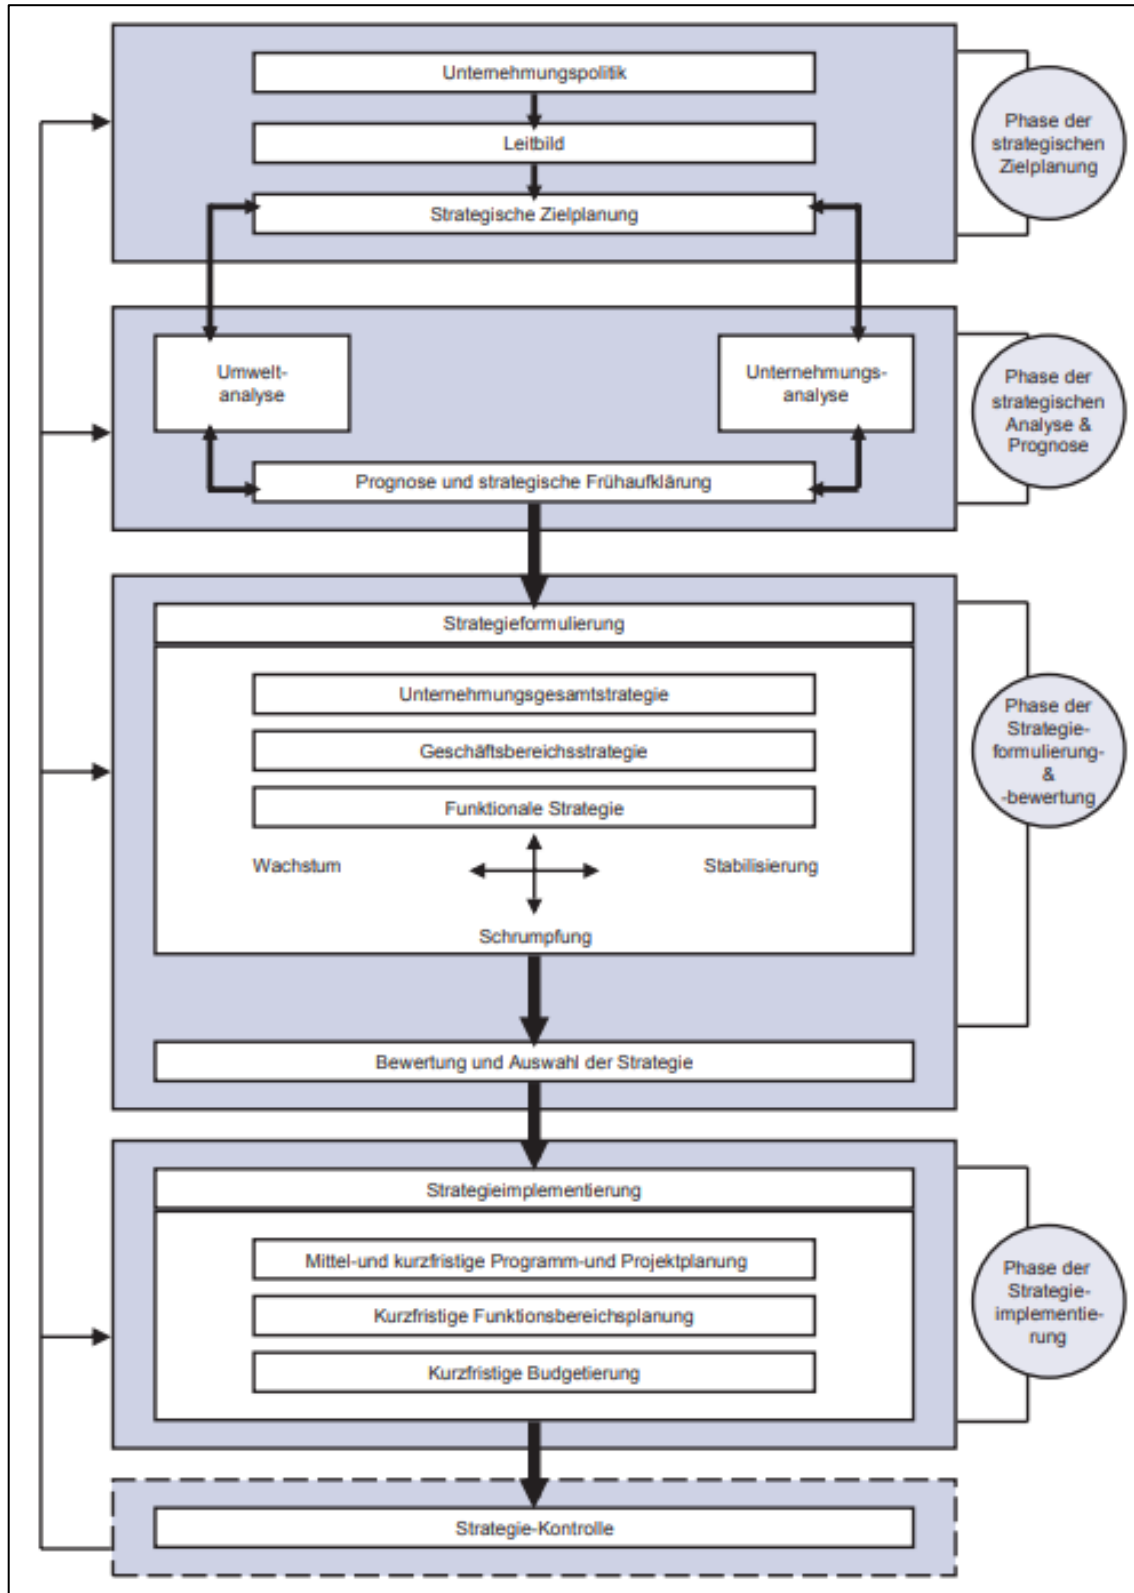 Unternehmungspolitik
Leitbild
Strategische Zielplanung
Phase der
strategischen
Zielplanung
Umwelt-
analyse
Unternehmungs-
analyse
Prognose und strategische Frühaufklärung
Phase der
strategischen
Analyse &
Prognose
Strategieformulierung
Unternehmungsgesamtstrategie
Geschäftsbereichsstrategie
Funktionale Strategie
Wachstum
Stabilisierung
Schrumpfung
Bewertung und Auswahl der Strategie
Phase der
Strategie-
formulierung-
&
-bewertung
Strategieimplementierung
Mittel-und kurzfristige Programm-und Projektplanung
Kurzfristige Funktionsbereichsplanung
Kurzfristige Budgetierung
Phase der
Strategie-
implementie-
rung
Strategie-Kontrolle